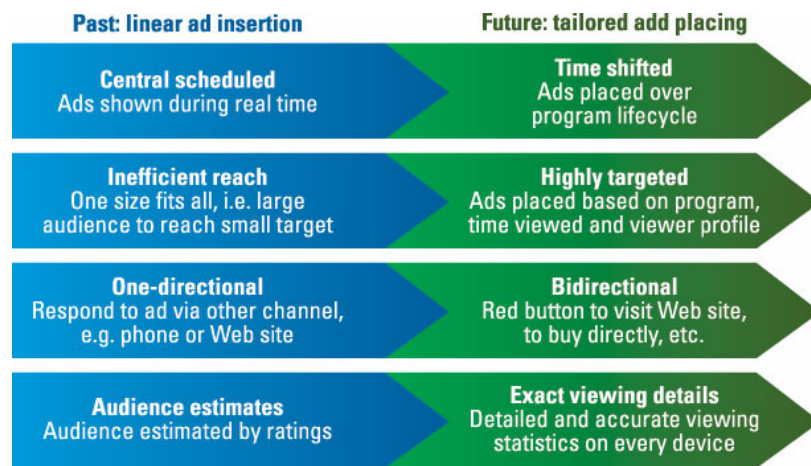 Past: linear ad insertion
Future: tailored add placing
Central scheduled
Ads shown during real time
Time shifted
Ads placed over
program lifecycle
Inefficient reach
One size fits all, i.e. large
audience to reach small target
Highly targeted
Ads placed based on program,
time viewed and viewer profile
One-directional
Respond to ad via other channel,
e.g. phone or Web site
Bidirectional
Red button to visit Web site,
to buy directly, etc.
Audience estimates
Audience estimated by ratings
Exact viewing details
Detailed and accurate viewing
statistics on every device